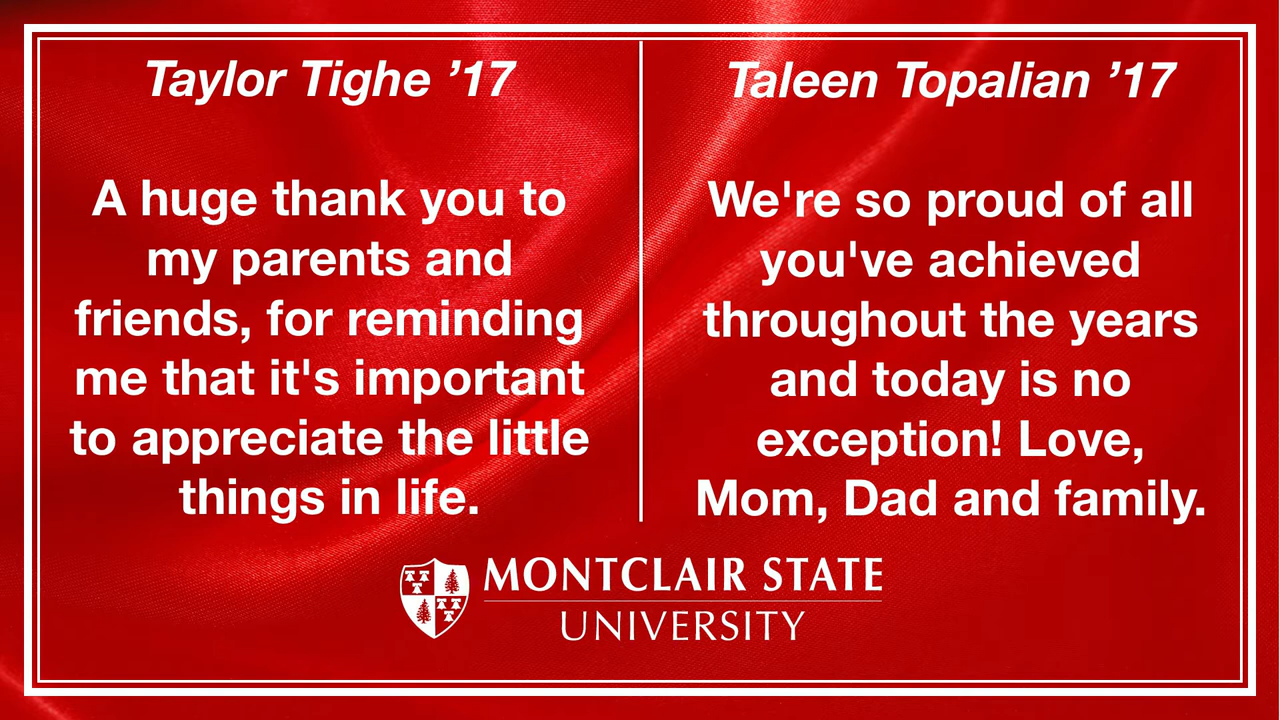 Taylor Tighe ’17
A huge thank you to
my parents and
friends, for reminding
me that it's important
to appreciate the little
things in life.
Taleen Topalian ’17
We're so proud of all
you've achieved
throughout the years
and today is no
exception! Love,
Mom, Dad and family.
MONTCLAIR STATE
UNIVERSITY